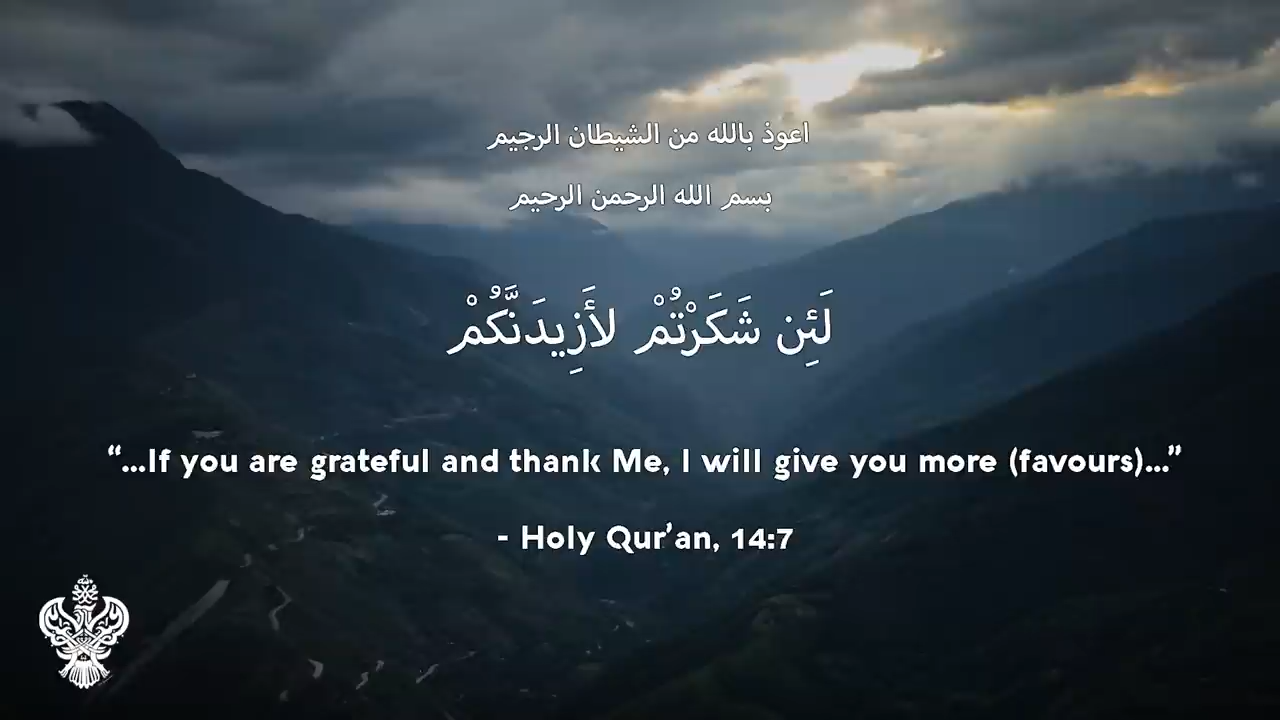 اعوذ بالله من الشيطان الرجيم
بسم الله الرحمن الرحيم
لَئِن شَكَرْتُمْ لأَزِيدَنَّكُمْ
“...If you are grateful and thank Me, I will give you more (favours)...”
- Holy Qur’an, 14:7